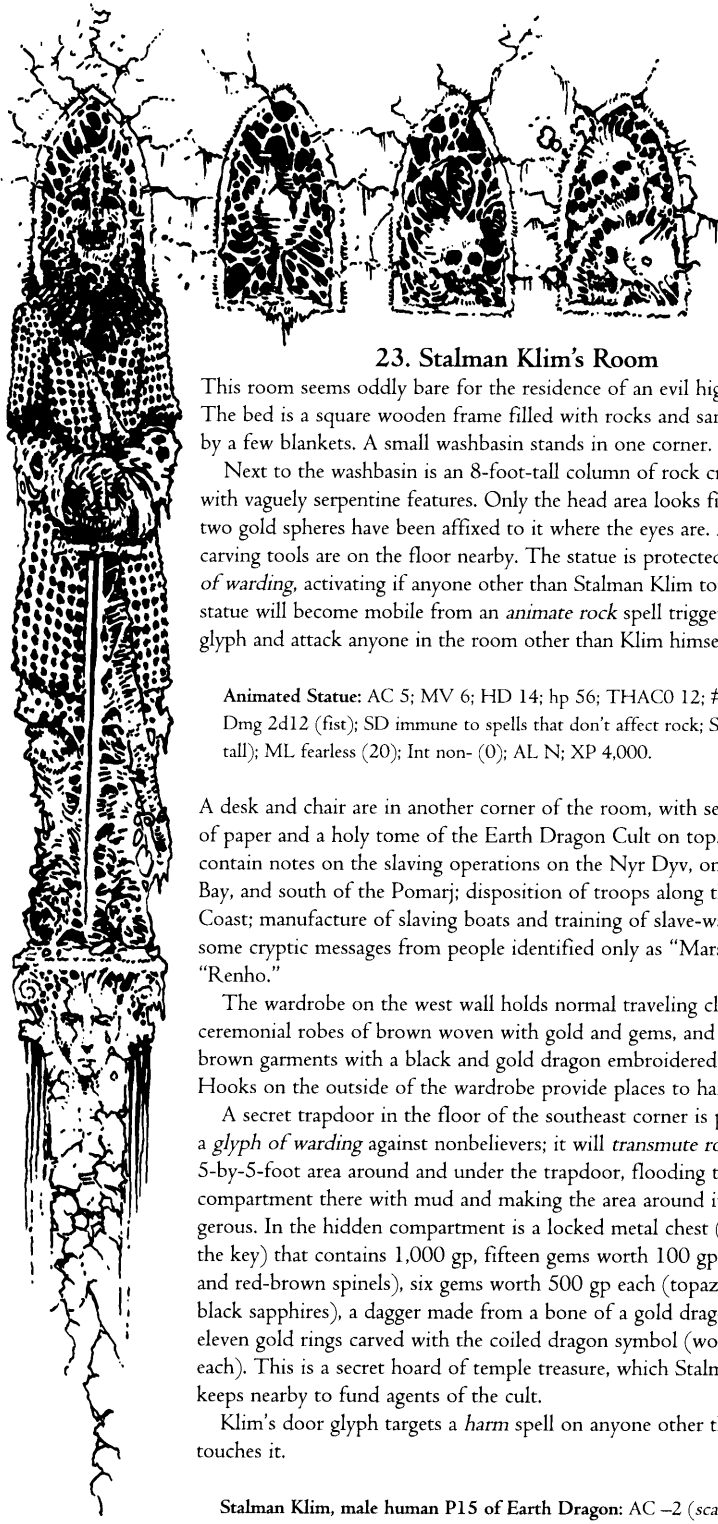 23. Stalman Klim's Room
This room seems oddly bare for the residence of an evil hig
The bed is a square wooden frame filled with rocks and san
by a few blankets. A small washbasin stands in one corner.
Next to the washbasin is an 8-foot-tall column of rock cr
with vaguely serpentine features. Only the head area looks fi
two gold spheres have been affixed to it where the eyes are.
carving tools are on the floor nearby. The statue is protected
of warding, activating if anyone other than Stalman Klim to
statue will become mobile from an animate rock spell trigge
glyph and attack anyone in the room other than Klim himse
Animated Statue: AC 5; MV 6; HD 14; hp 56; THAC0 12; #
Dmg 2d12 (fist); SD immune to spells that don't affect rock; S
tall); ML fearless (20); Int non- (0); AL N; XP 4,000.
A desk and chair are in another corner of the room, with se
of paper and a holy tome of the Earth Dragon Cult on top.
contain notes on the slaving operations on the Nyr Dyv, on
Bay, and south of the Pomarj; disposition of troops along t
Coast; manufacture of slaving boats and training of slave-w
some cryptic messages from people identified only as "Mar
"Renho."
The wardrobe on the west wall holds normal traveling cl
ceremonial robes of brown woven with gold and gems, and
brown garments with a black and gold dragon embroidered
Hooks on the outside of the wardrobe provide places to ha
A secret trapdoor in the floor of the southeast corner is p
a glyph of warding against nonbelievers; it will transmute ro
5-by-5-foot area around and under the trapdoor, flooding t
compartment there with mud and making the area around i
gerous. In the hidden compartment is a locked metal chest (
the key) that contains 1,000 gp, fifteen gems worth 100 gp
and red-brown spinels), six gems worth 500 gp each (topaz
black sapphires), a dagger made from a bone of a gold drag
eleven gold rings carved with the coiled dragon symbol (wo
each). This is a secret hoard of temple treasure, which Stalm
keeps nearby to fund agents of the cult.
Klim's door glyph targets a harm spell on anyone other t
touches it.
Stalman Klim, male human P15 of Earth Dragon: AC –2 (sca